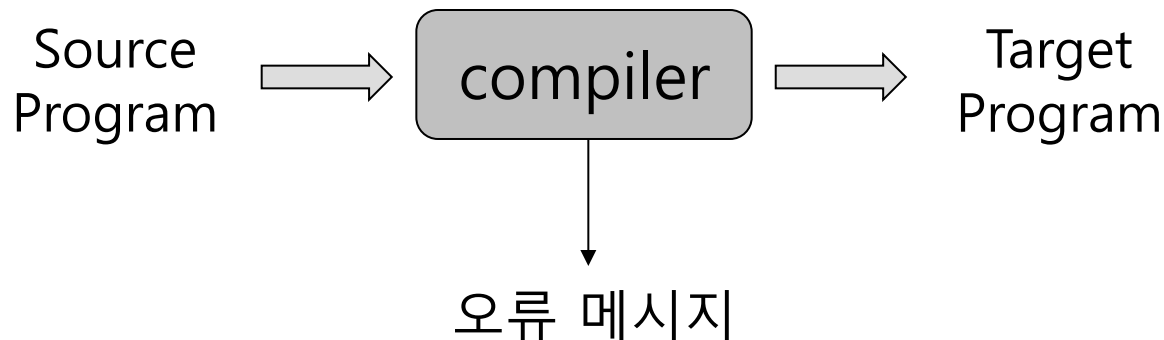 Source
Program
compiler
Target
Program
오류 메시지